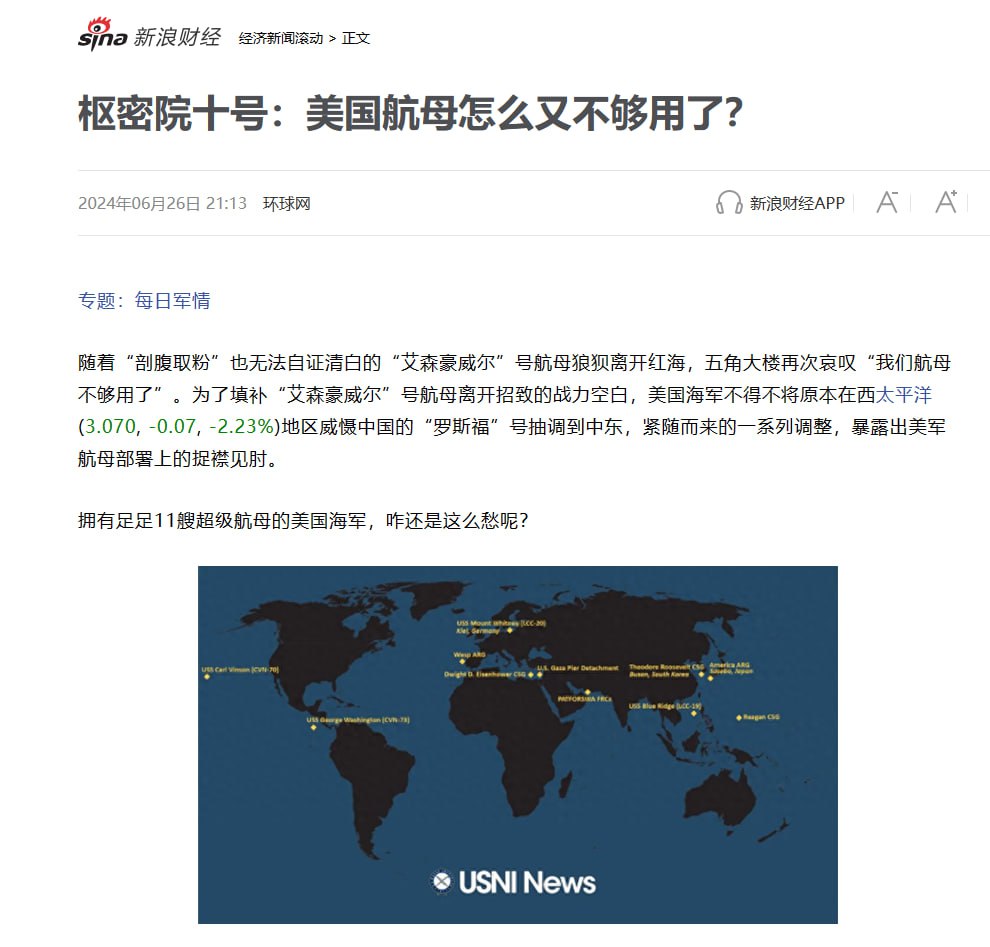 sina 新浪财经 经济新闻滚动 > 正文
枢密院十号：美国航母怎么又不够用了？
2024年06月26日 21:13 环球网
新浪财经APP A- A+
专题：每日军情
随着“剖腹取粉”也无法自证清白的“艾森豪威尔”号航母狼狈离开红海，五角大楼再次哀叹“我们航母
不够用了”。为了填补“艾森豪威尔”号航母离开招致的战力空白，美国海军不得不将原本在西太平洋
(3.070, -0.07, -2.23%)地区威慑中国的“罗斯福”号抽调到中东，紧随而来的一系列调整，暴露出美军
航母部署上的捉襟见肘。
拥有足足11艘超级航母的美国海军，咋还是这么愁呢？
USS Mount Whitney (LCC-20)
Kiel, Germany
Wasp ARG
USS Carl Vinson (CVN-70)
Dwight D. Eisenhower CSG
U.S. Gaza Pier Detachment
Theodore Roosevelt CSG
Busan, South Korea
America ARG
Sasebo, Japan
PATFORSWA FRCs
USS Blue Ridge (LCC-19)
USS George Washington (CVN-73)
Reagan CSG
USNI News